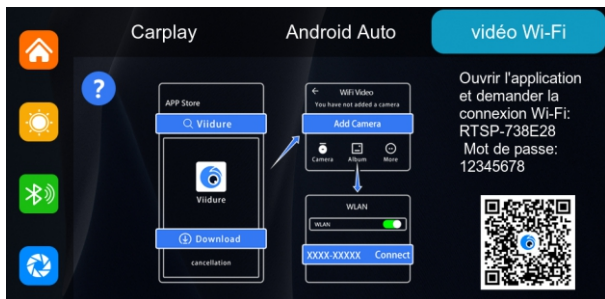 Carplay
Android Auto
vidéo Wi-Fi
?
APP Store
Viidure
Viidure
Download
cancellation
WiFi Video
You have not added a camera
Add Camera
Camera
Album
More
WLAN
WLAN
XXXX-XXXXX Connect
Ouvrir l'application
et demander la
connexion Wi-Fi:
RTSP-738E28
Mot de passe:
12345678